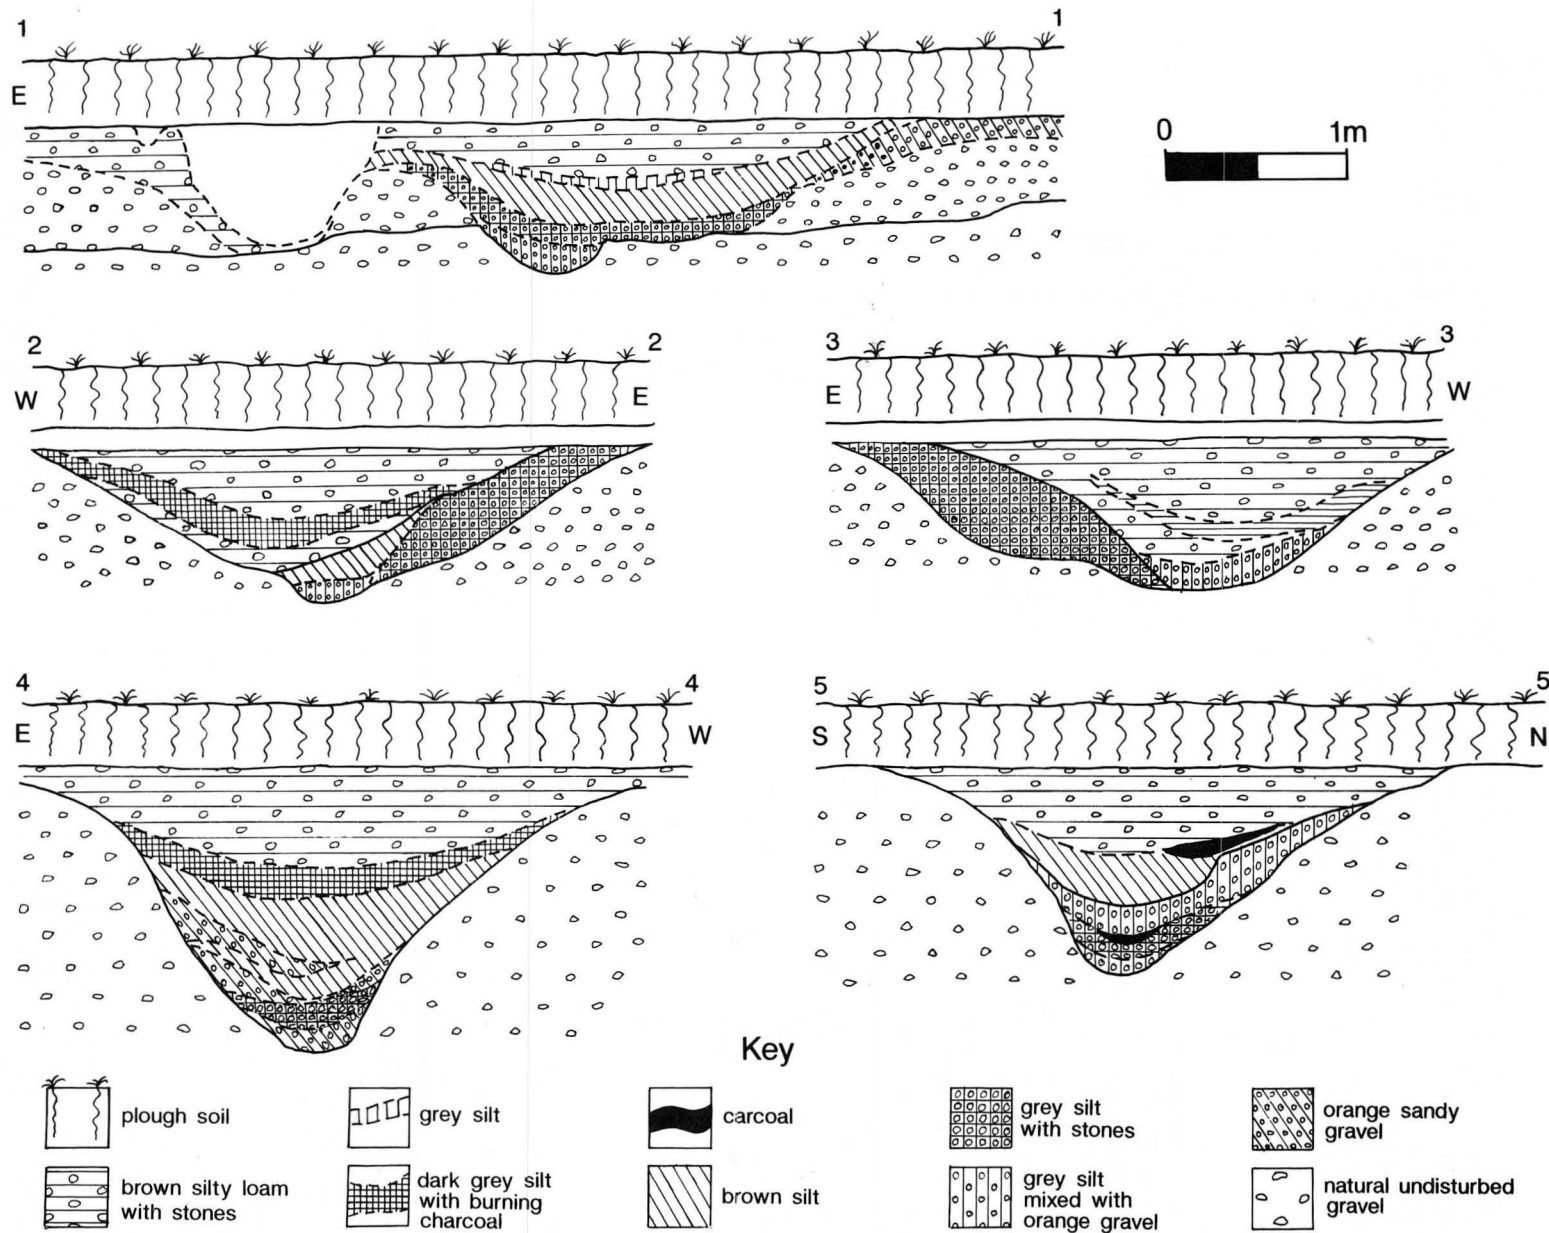 1 1
E
0 1m
2 2
W E
3 3
E W
4 4
E W
5 5
S N
Key
plough soil
grey silt
carcoal
grey silt
with stones
orange sandy
gravel
brown silty loam
with stones
dark grey silt
with burning
charcoal
brown silt
grey silt
mixed with
orange gravel
natural undisturbed
gravel